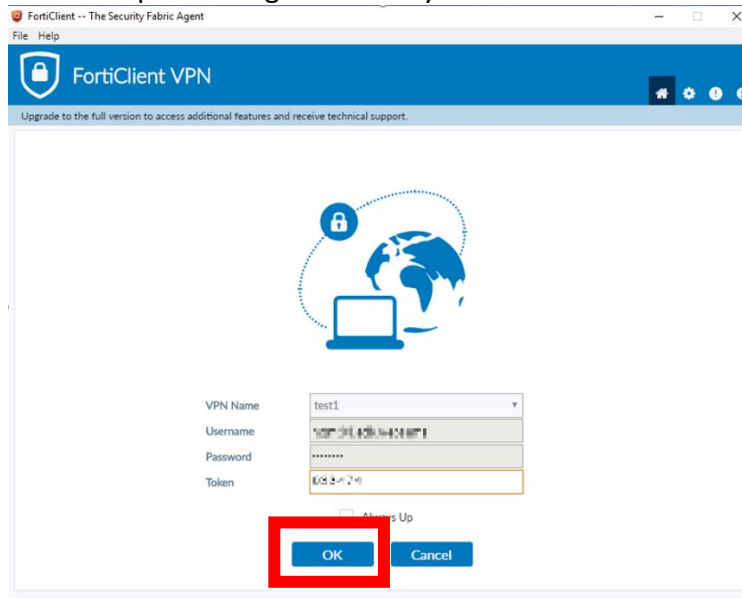 FortiClient -- The Security Fabric Agent
File Help
FortiClient VPN
Upgrade to the full version to access additional features and receive technical support.
VPN Name test1
Username
Password ••••••••
Token
Always Up
OK Cancel